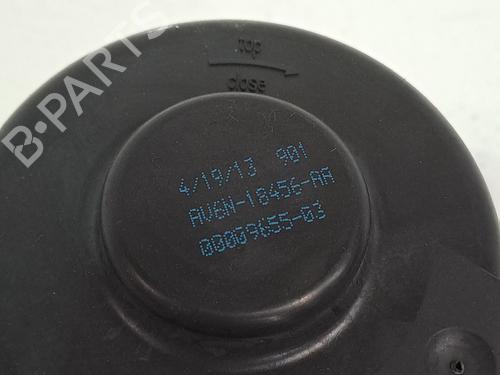 top
close
4/19/13 901
AV6N-18456-AA
00009655-03
B-PARTS